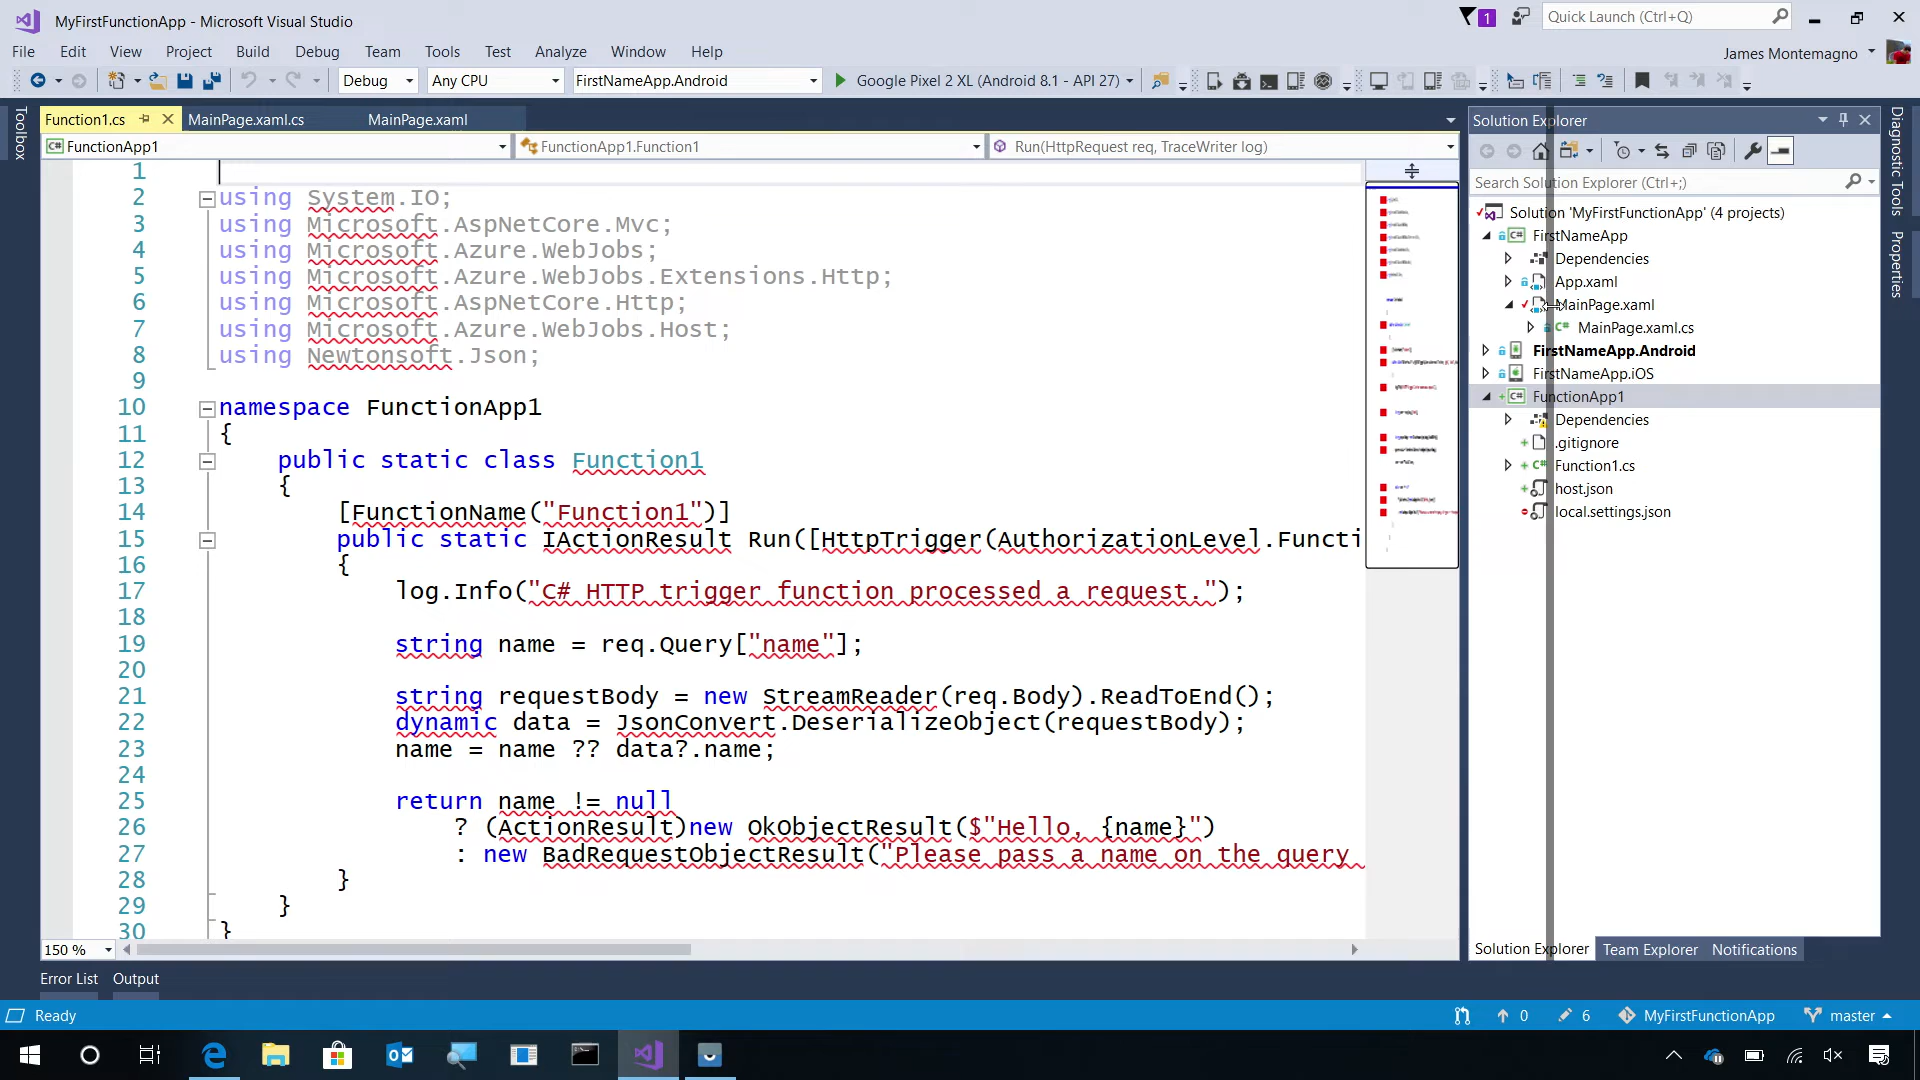 MyFirstFunctionApp - Microsoft Visual Studio
1
Quick Launch (Ctrl+Q)
File Edit View Project Build Debug Team Tools Test Analyze Window Help
James Montemagno
Debug Any CPU FirstNameApp.Android Google Pixel 2 XL (Android 8.1 - API 27)
Toolbox
Function1.cs MainPage.xaml.cs MainPage.xaml
FunctionApp1 FunctionApp1.Function1 Run(HttpRequest req, TraceWriter log)
1
2 using System.IO;
3 using Microsoft.AspNetCore.Mvc;
4 using Microsoft.Azure.WebJobs;
5 using Microsoft.Azure.WebJobs.Extensions.Http;
6 using Microsoft.AspNetCore.Http;
7 using Microsoft.Azure.WebJobs.Host;
8 using Newtonsoft.Json;
9
10 namespace FunctionApp1
11 {
12 public static class Function1
13 {
14 [FunctionName("Function1")]
15 public static IActionResult Run([HttpTrigger(AuthorizationLevel.Functi
16 {
17 log.Info("C# HTTP trigger function processed a request.");
18
19 string name = req.Query["name"];
20
21 string requestBody = new StreamReader(req.Body).ReadToEnd();
22 dynamic data = JsonConvert.DeserializeObject(requestBody);
23 name = name ?? data?.name;
24
25 return name != null
26 ? (ActionResult)new OkObjectResult($"Hello, {name}")
27 : new BadRequestObjectResult("Please pass a name on the query
28 }
29 }
30 }
150 %
Solution Explorer
Search Solution Explorer (Ctrl+;)
Solution 'MyFirstFunctionApp' (4 projects)
FirstNameApp
Dependencies
App.xaml
MainPage.xaml
MainPage.xaml.cs
FirstNameApp.Android
FirstNameApp.iOS
FunctionApp1
Dependencies
.gitignore
Function1.cs
host.json
local.settings.json
Solution Explorer Team Explorer Notifications
Diagnostic Tools
Properties
Error List Output
Ready
0 6 MyFirstFunctionApp master